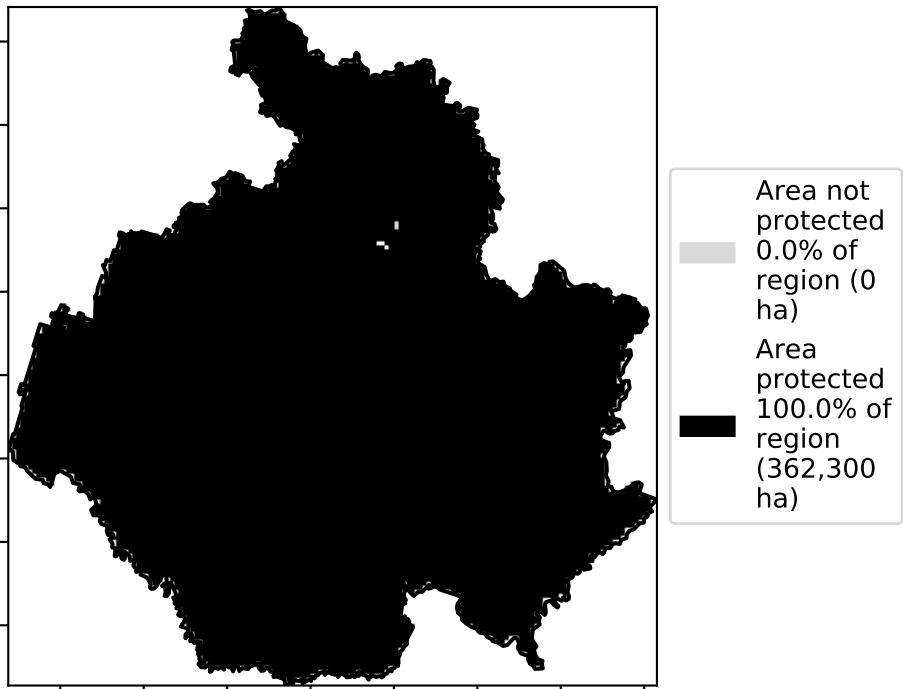 Area not
protected
0.0% of
region (0
ha)
Area
protected
100.0% of
region
(362,300
ha)